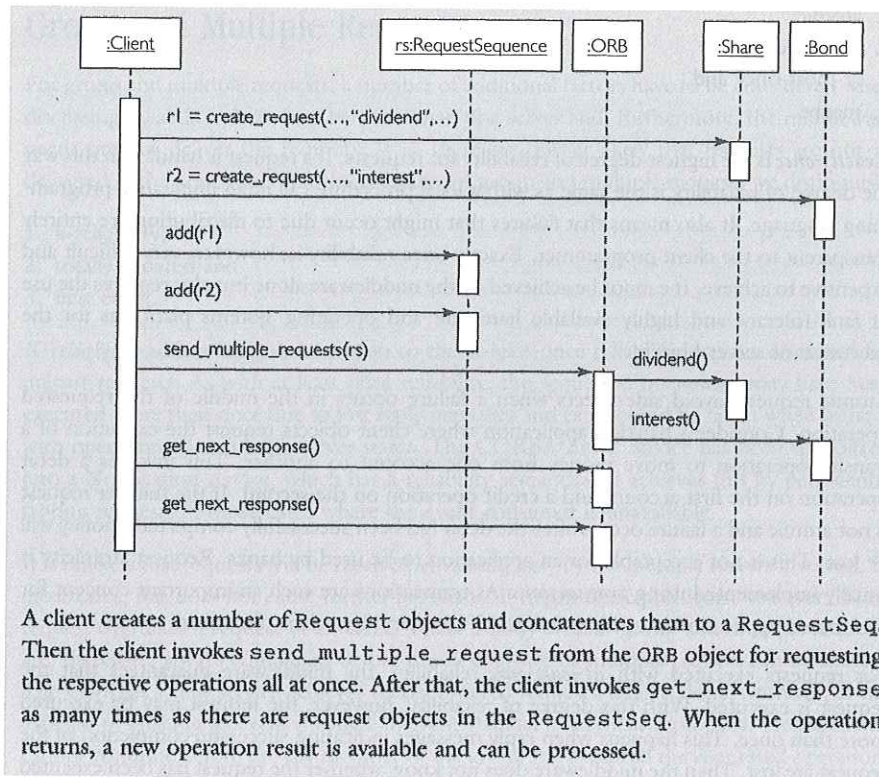 :Client
rs:RequestSequence
:ORB
:Share
:Bond
r1 = create_request(...,"dividend",...)
r2 = create_request(...,"interest",...)
add(r1)
add(r2)
send_multiple_requests(rs)
dividend()
interest()
get_next_response()
get_next_response()
A client creates a number of Request objects and concatenates them to a RequestSeq.
Then the client invokes send_multiple_request from the ORB object for requesting
the respective operations all at once. After that, the client invokes get_next_response
as many times as there are request objects in the RequestSeq. When the operation
returns, a new operation result is available and can be processed.